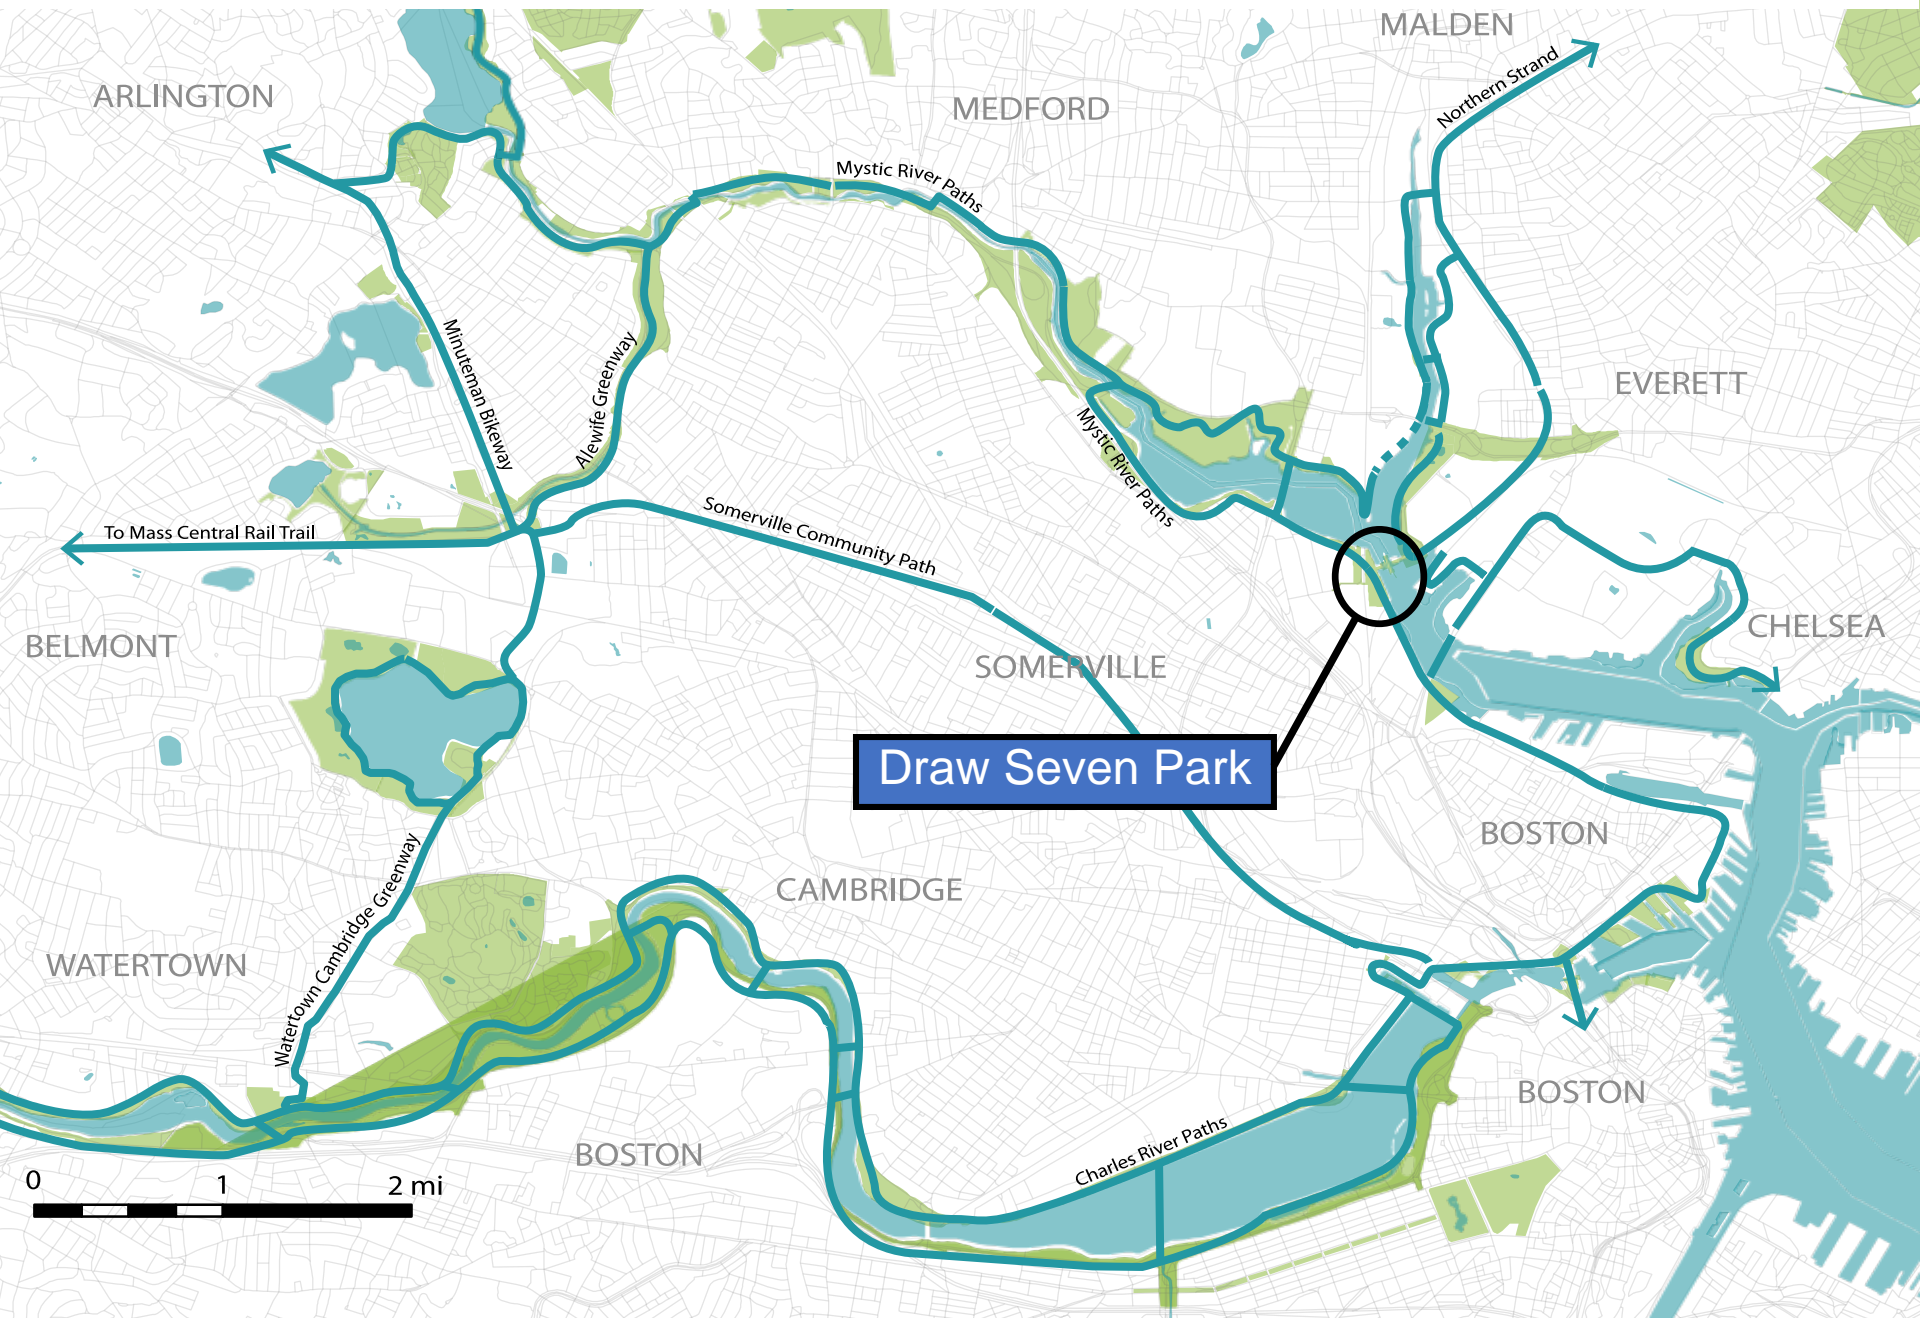 MALDEN
Northern Strand
ARLINGTON
MEDFORD
Mystic River Paths
Minuteman Bikeway
Alewife Greenway
EVERETT
Mystic River Paths
Somerville Community Path
To Mass Central Rail Trail
BELMONT
SOMERVILLE
CHELSEA
Draw Seven Park
BOSTON
CAMBRIDGE
Watertown Cambridge Greenway
WATERTOWN
BOSTON
Charles River Paths
BOSTON
0 1 2 mi